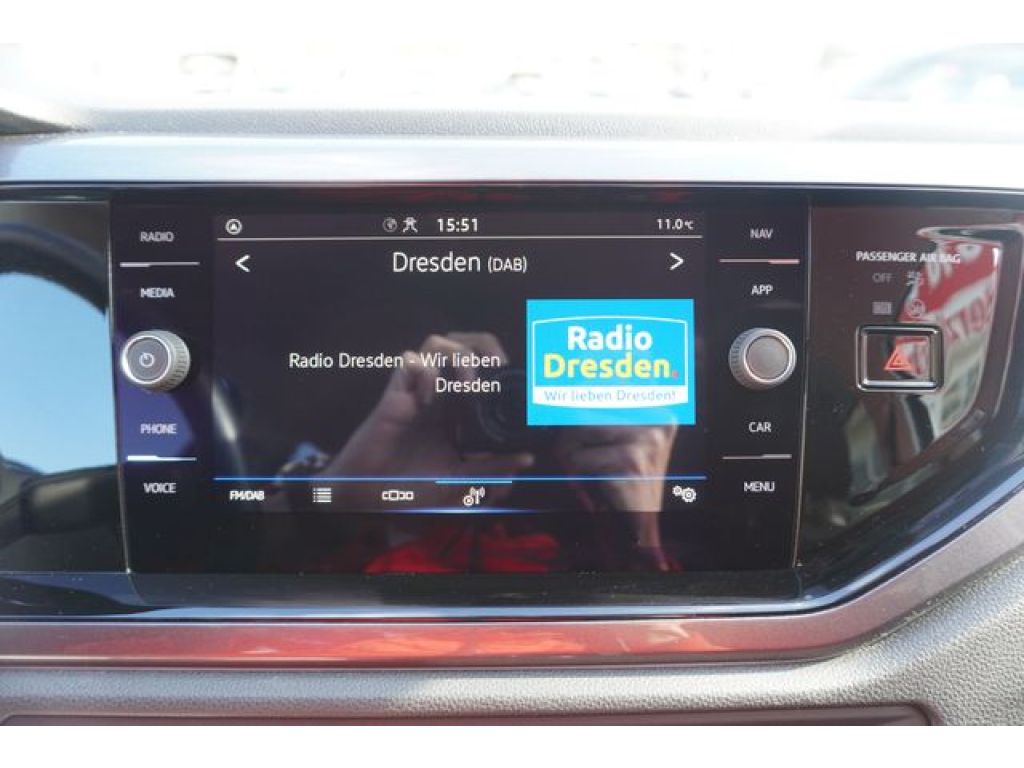 RADIO
MEDIA
PHONE
VOICE
15:51
11.0°C
< Dresden (DAB) >
Radio Dresden - Wir lieben
Dresden
Radio
Dresden.
Wir lieben Dresden!
FM/DAB
NAV
APP
CAR
MENU
PASSENGER AIR BAG
OFF